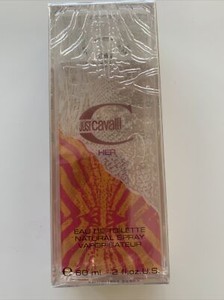 just cavalli
HER
EAU DE TOILETTE
NATURAL SPRAY
VAPORISATEUR
℮ 60 ml - 2 fl oz U.S.